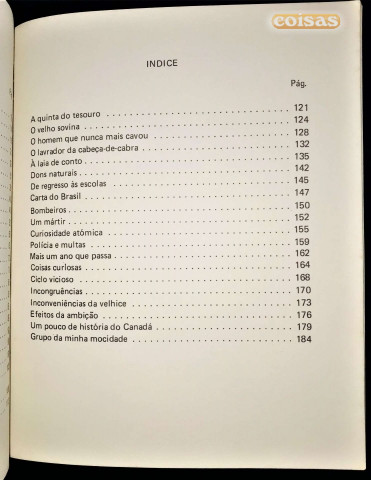 coisas
INDICE
Pág.
A quinta do tesouro . . . . . . . . . . . . . . . . . . . . . . . . . . . 121
O velho sovina . . . . . . . . . . . . . . . . . . . . . . . . . . . 124
O homem que nunca mais cavou . . . . . . . . . . . . . . . . . . . . 128
O lavrador da cabeça-de-cabra . . . . . . . . . . . . . . . . . . . . 132
À laia de conto . . . . . . . . . . . . . . . . . . . . . . . . . . . 135
Dons naturais . . . . . . . . . . . . . . . . . . . . . . . . . . . 142
De regresso às escolas . . . . . . . . . . . . . . . . . . . . . . . . 145
Carta do Brasil . . . . . . . . . . . . . . . . . . . . . . . . . . . 147
Bombeiros . . . . . . . . . . . . . . . . . . . . . . . . . . . 150
Um mártir . . . . . . . . . . . . . . . . . . . . . . . . . . . 152
Curiosidade atômica . . . . . . . . . . . . . . . . . . . . . . . . 155
Polícia e multas . . . . . . . . . . . . . . . . . . . . . . . . . . 159
Mais um ano que passa . . . . . . . . . . . . . . . . . . . . . . . . 162
Coisas curiosas . . . . . . . . . . . . . . . . . . . . . . . . . . . 164
Ciclo vicioso . . . . . . . . . . . . . . . . . . . . . . . . . . . 168
Incongruências . . . . . . . . . . . . . . . . . . . . . . . . . . . 170
Inconveniências da velhice . . . . . . . . . . . . . . . . . . . . . . 173
Efeitos da ambição . . . . . . . . . . . . . . . . . . . . . . . . . 176
Um pouco de história do Canadá . . . . . . . . . . . . . . . . . . . . 179
Grupo da minha mocidade . . . . . . . . . . . . . . . . . . . . . . 184